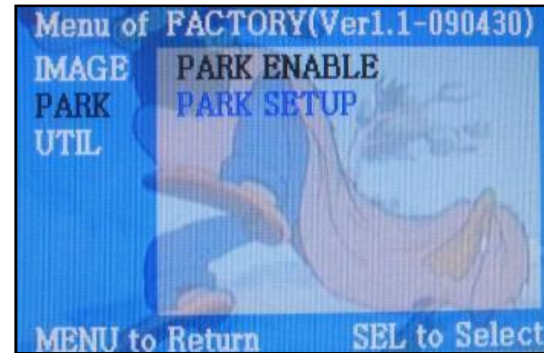 Menu of FACTORY(Ver1.1-090430)
IMAGE PARK ENABLE
PARK PARK SETUP
UTIL
MENU to Return SEL to Select